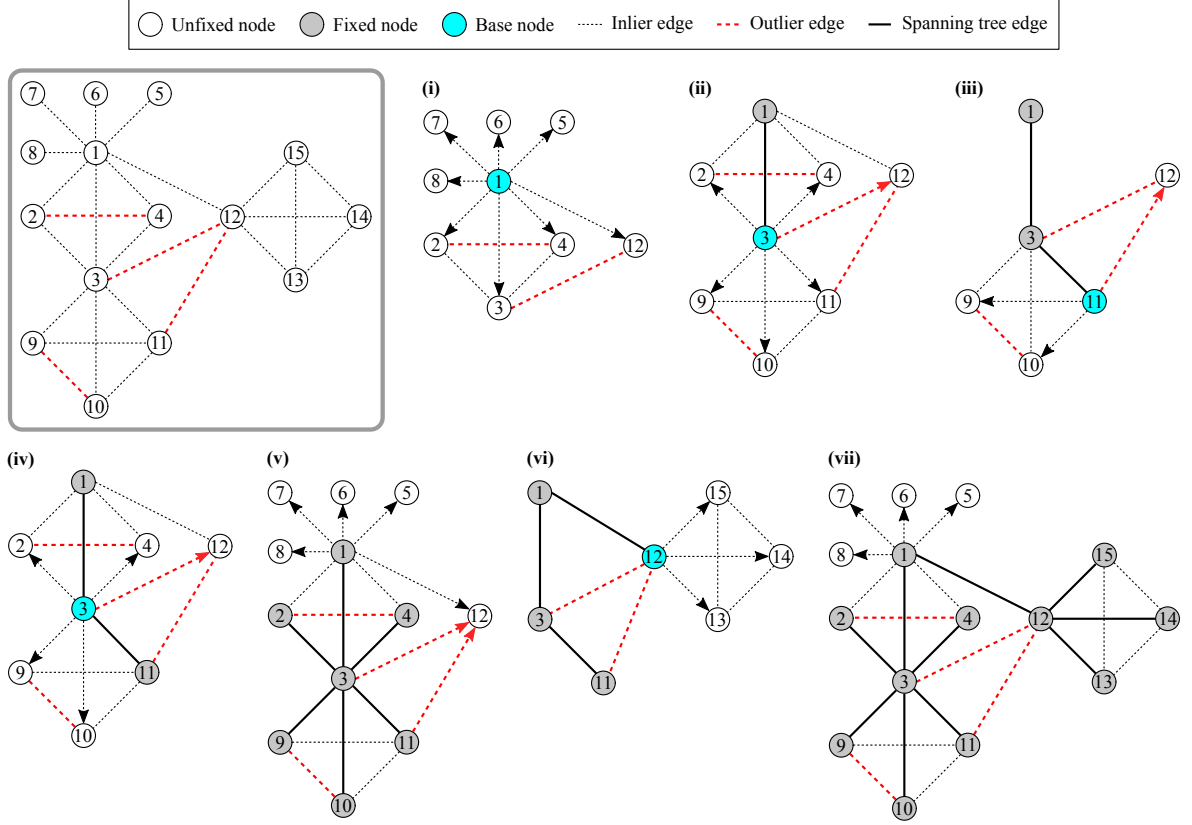 Unfixed node Fixed node Base node Inlier edge Outlier edge Spanning tree edge
7 6 5
8 1 15
2 4 12 14
3 13
9 11
10
(i)
7 6 5
8 1
2 4 12
3
(ii)
1
2 4 12
3
9 11
10
(iii)
1
12
3
9 11
10
(iv)
1
2 4 12
3
9 11
10
(v)
7 6 5
8 1
2 4 12
3
9 11
10
(vi)
1 15
12 14
3 13
11
(vii)
7 6 5
8 1 15
2 4 12 14
3 13
9 11
10